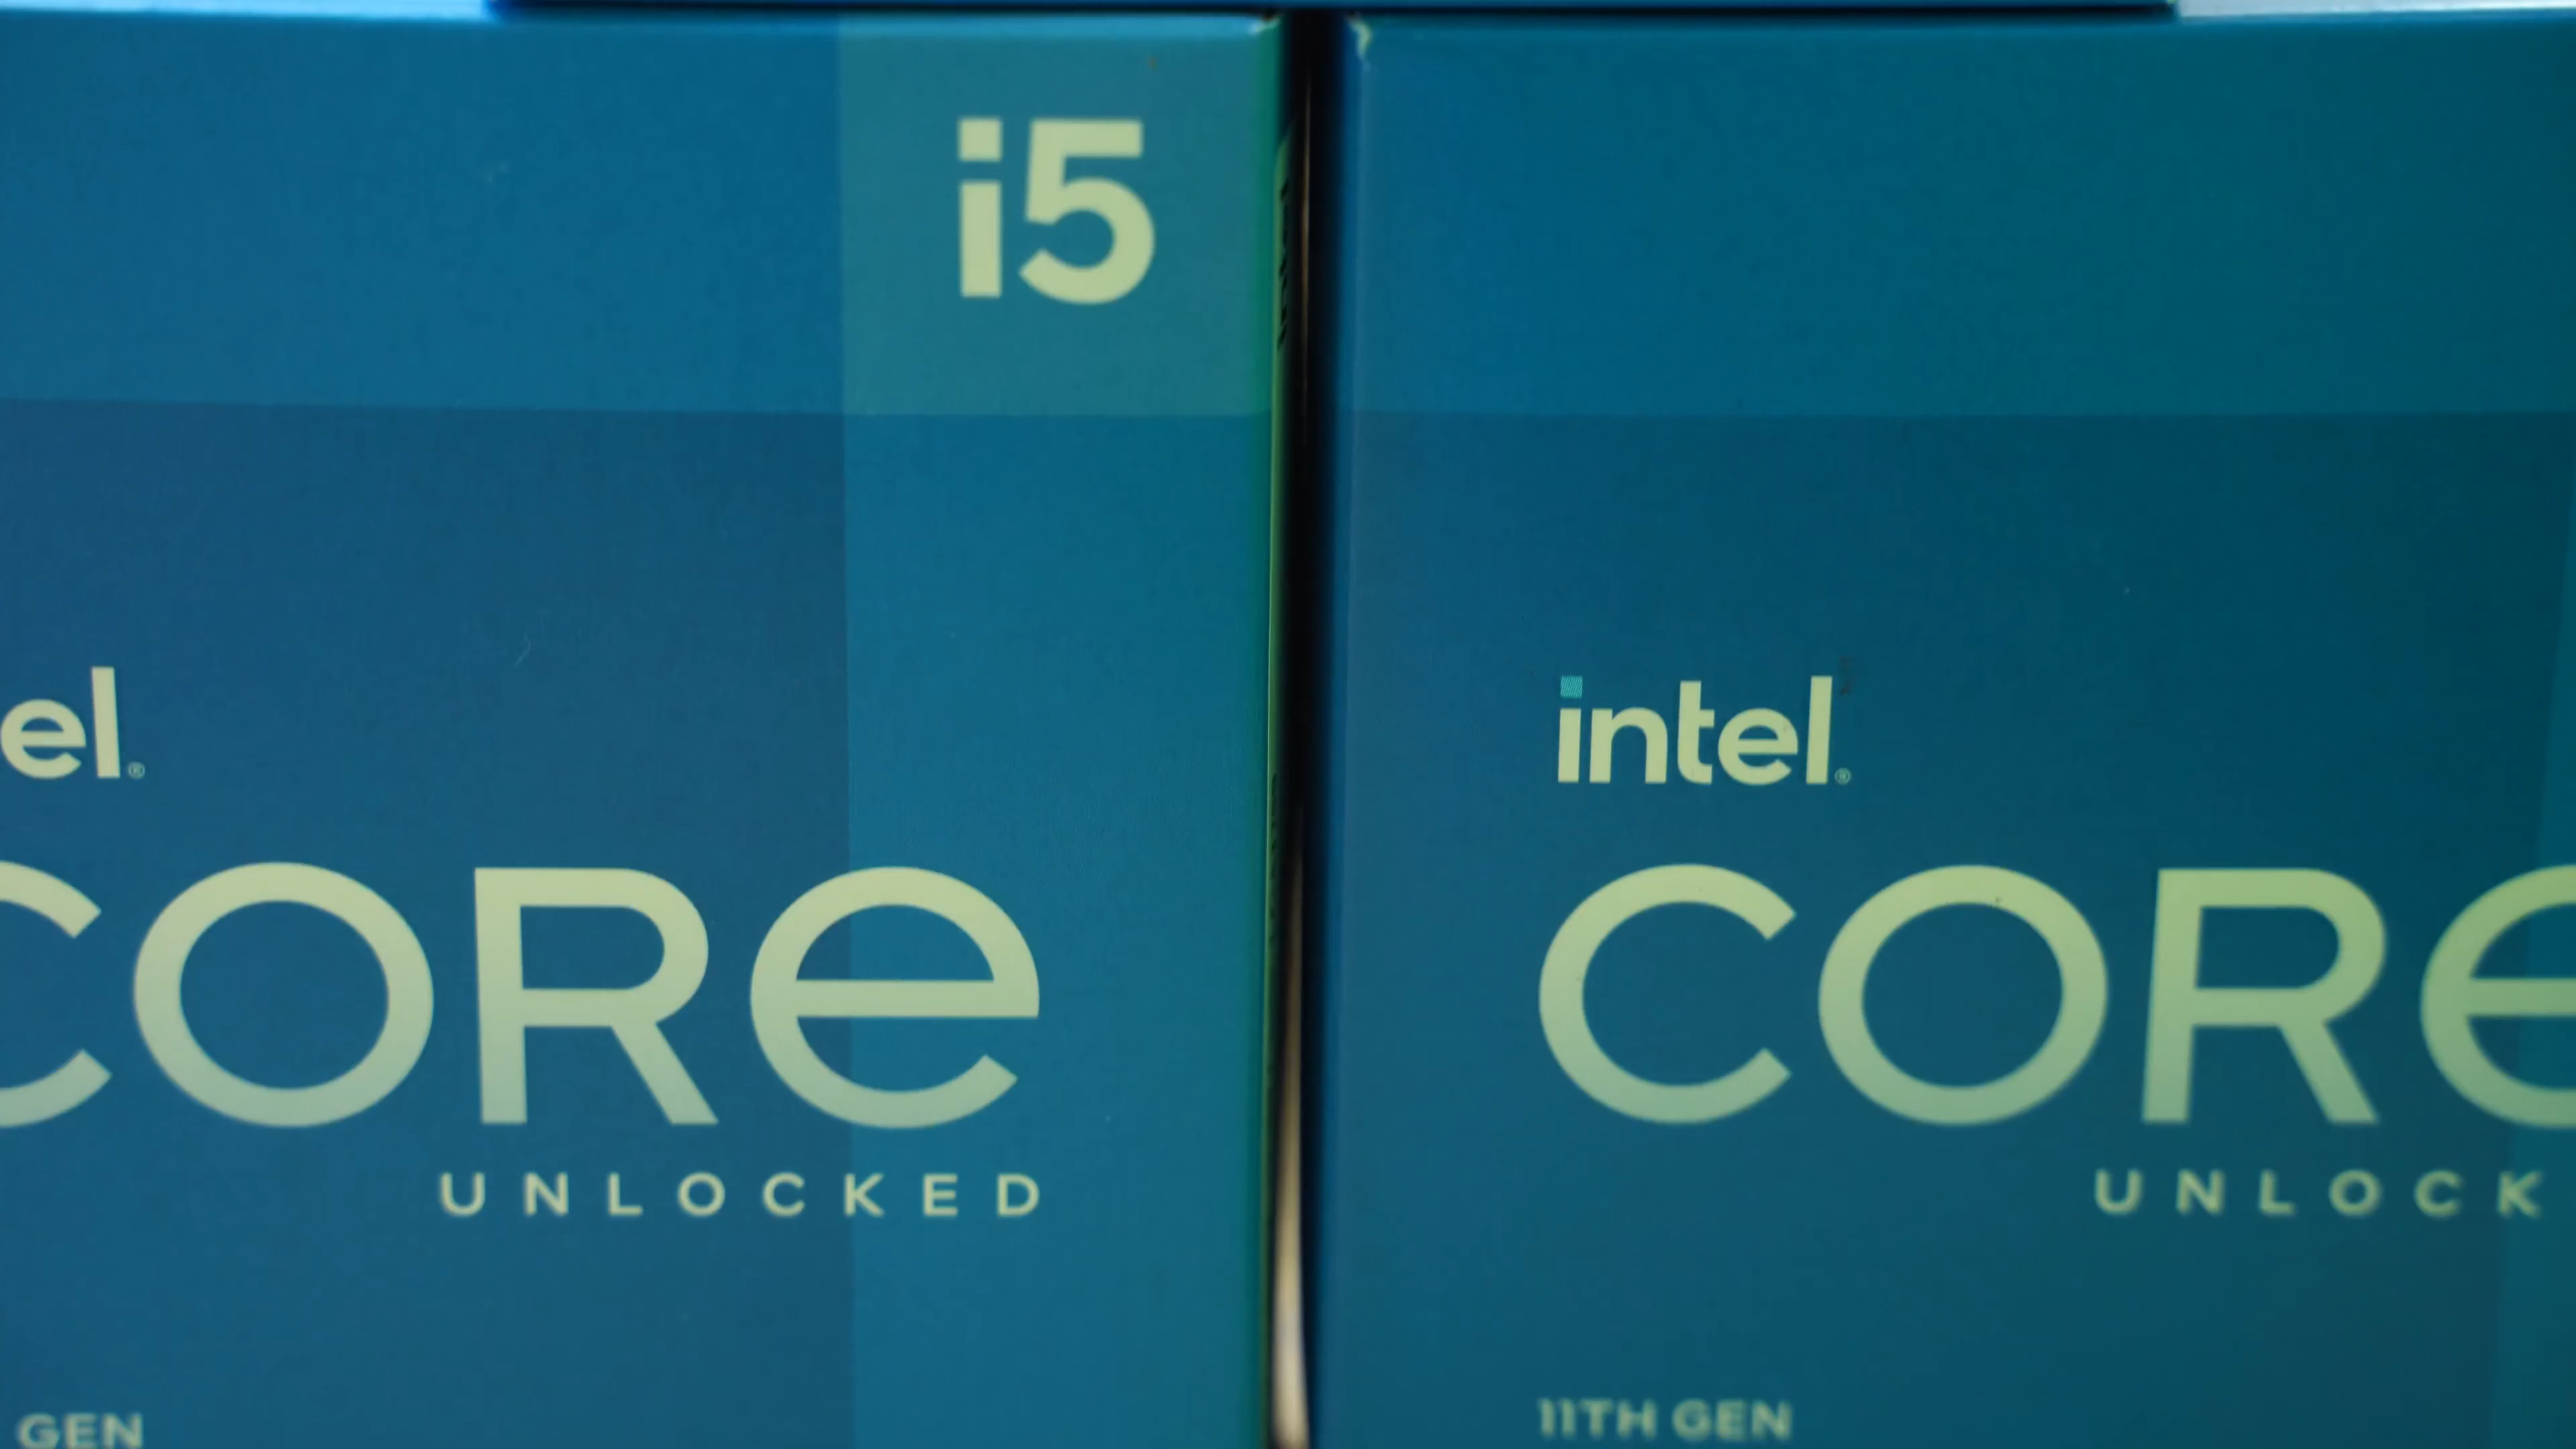 i5
el®
CORe
UNLOCKED
GEN
intel®
CORe
UNLOCK
11TH GEN